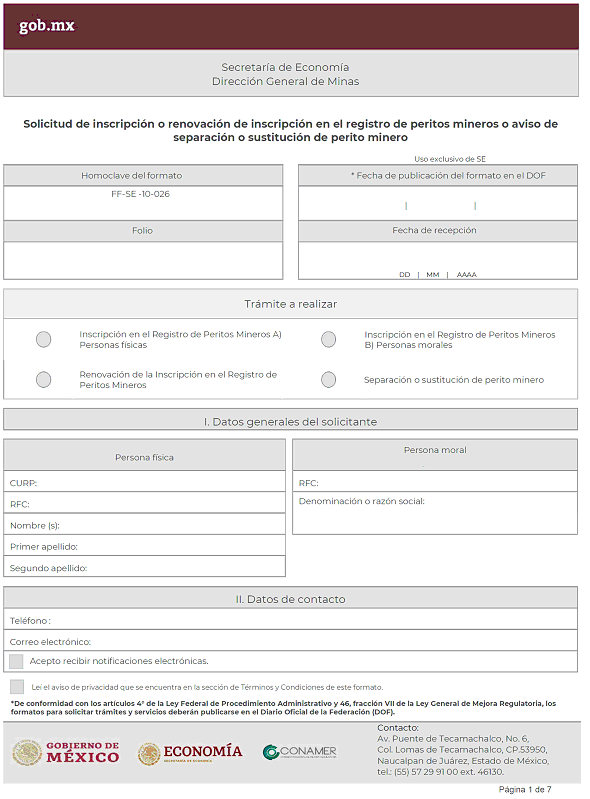 gob.mx
Secretaría de Economía
Dirección General de Minas
Solicitud de inscripción o renovación de inscripción en el registro de peritos mineros o aviso de
separación o sustitución de perito minero
Uso exclusivo de SE
Homoclave del formato
* Fecha de publicación del formato en el DOF
FF-SE -10-026
| |
Folio
Fecha de recepción
DD | MM | AAAA
Trámite a realizar
Inscripción en el Registro de Peritos Mineros A)
Personas físicas
Inscripción en el Registro de Peritos Mineros
B) Personas morales
Renovación de la Inscripción en el Registro de
Peritos Mineros
Separación o sustitución de perito minero
I. Datos generales del solicitante
Persona física
Persona moral
CURP:
RFC:
Nombre (s):
Primer apellido:
Segundo apellido:
RFC:
Denominación o razón social:
II. Datos de contacto
Teléfono :
Correo electrónico:
Acepto recibir notificaciones electrónicas.
Leí el aviso de privacidad que se encuentra en la sección de Términos y Condiciones de este formato.
*De conformidad con los artículos 4° de la Ley Federal de Procedimiento Administrativo y 46, fracción VII de la Ley General de Mejora Regulatoria, los
formatos para solicitar trámites y servicios deberán publicarse en el Diario Oficial de la Federación (DOF).
GOBIERNO DE
MÉXICO
ECONOMÍA
SECRETARÍA DE ECONOMÍA
CONAMER
Contacto:
Av. Puente de Tecamachalco, No. 6,
Col. Lomas de Tecamachalco, CP.53950,
Naucalpan de Juárez, Estado de México,
tel.: (55) 57 29 91 00 ext. 46130.
Página 1 de 7